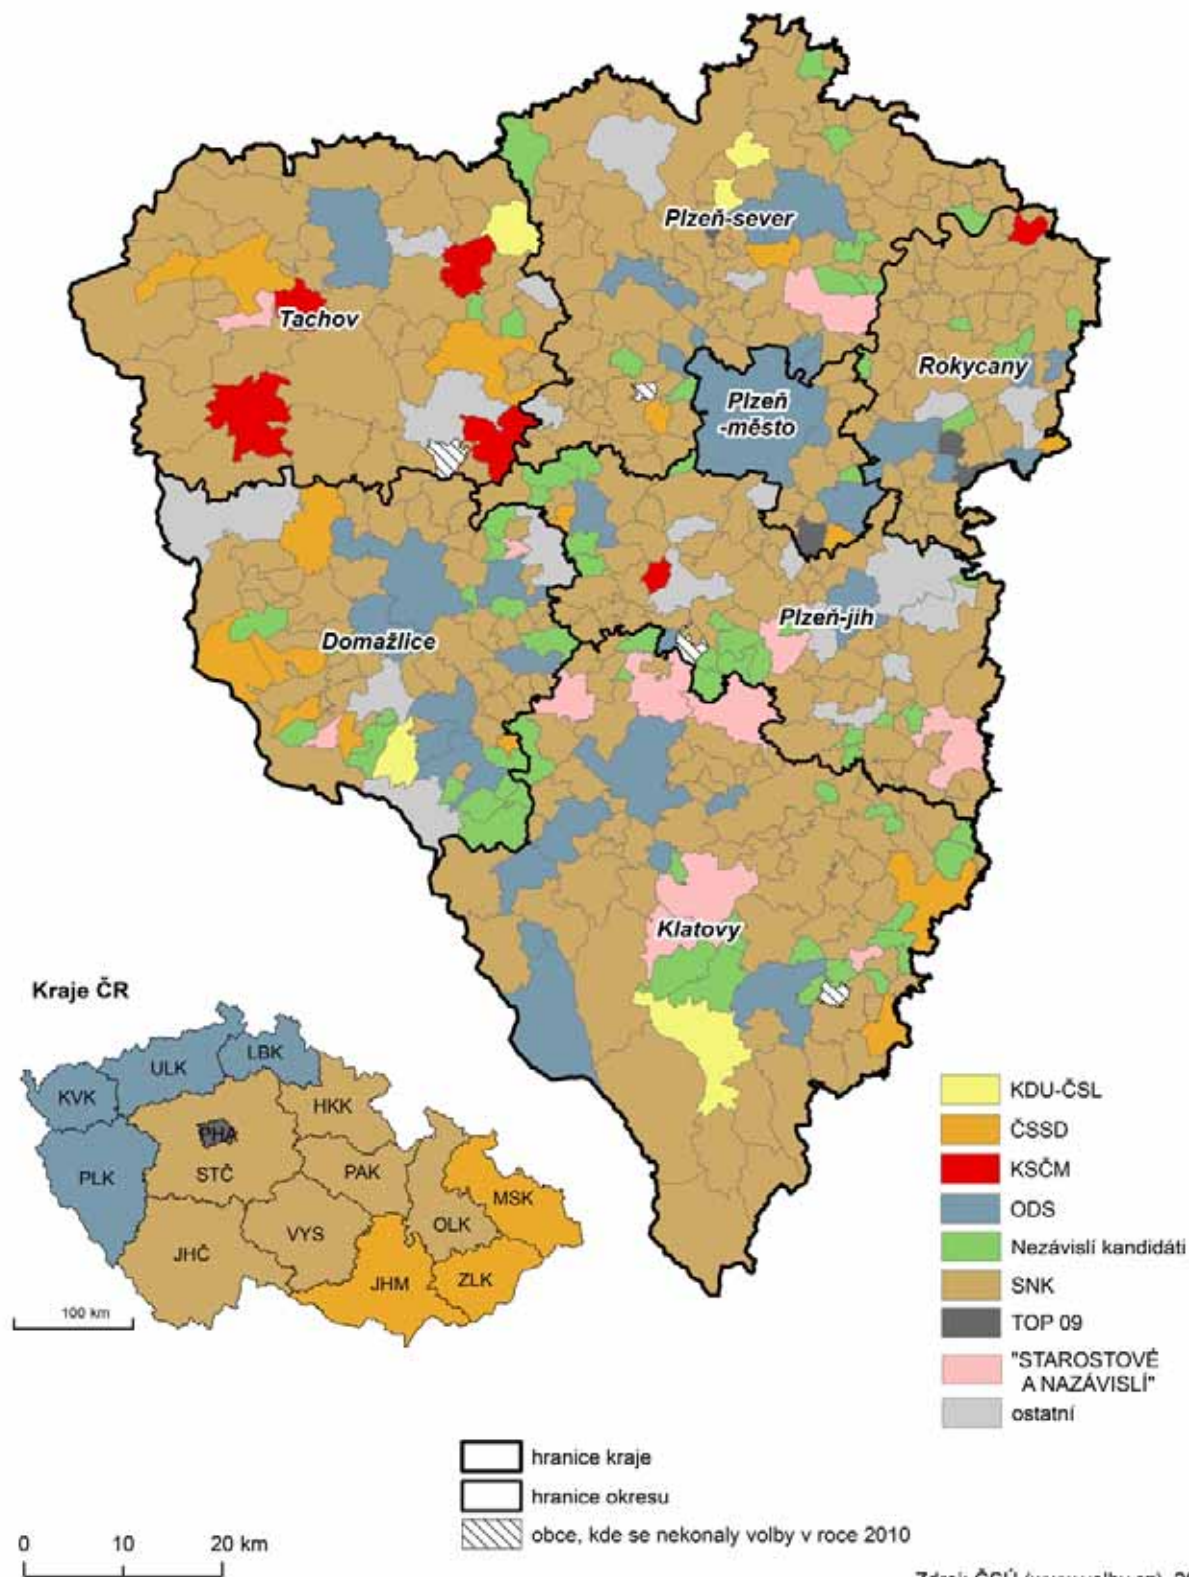 Plzeň-sever
Tachov
Rokycany
Plzeň
-město
Plzeň-jih
Domažlice
Klatovy
Kraje ČR
LBK
ULK
KVK
HKK
PHA
PLK
STČ
PAK
MSK
OLK
VYS
JHČ
ZLK
JHM
100 km
KDU-ČSL
ČSSD
KSČM
ODS
Nezávislí kandidáti
SNK
TOP 09
"STAROSTOVÉ
A NAZÁVISLÍ"
ostatní
hranice kraje
hranice okresu
obce, kde se nekonaly volby v roce 2010
0 10 20 km